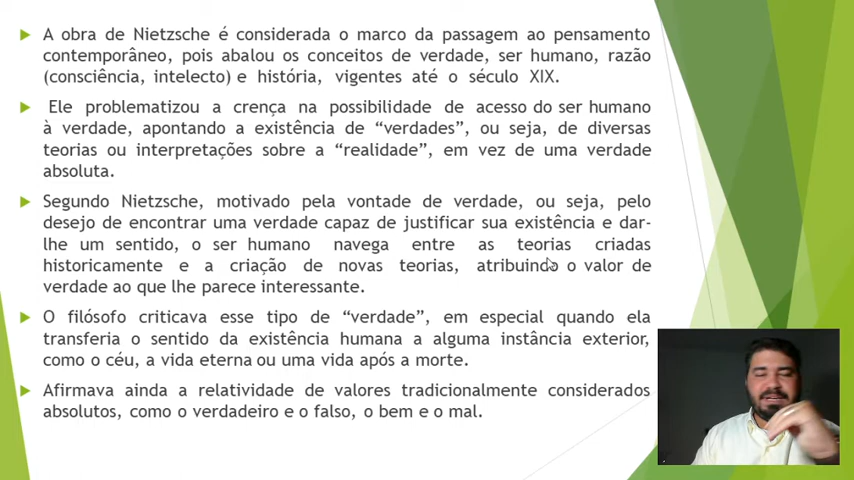 A obra de Nietzsche é considerada o marco da passagem ao pensamento
contemporâneo, pois abalou os conceitos de verdade, ser humano, razão
(consciência, intelecto) e história, vigentes até o século XIX.
Ele problematizou a crença na possibilidade de acesso do ser humano
à verdade, apontando a existência de “verdades”, ou seja, de diversas
teorias ou interpretações sobre a “realidade”, em vez de uma verdade
absoluta.
Segundo Nietzsche, motivado pela vontade de verdade, ou seja, pelo
desejo de encontrar uma verdade capaz de justificar sua existência e dar-
lhe um sentido, o ser humano navega entre as teorias criadas
historicamente e a criação de novas teorias, atribuindo o valor de
verdade ao que lhe parece interessante.
O filósofo criticava esse tipo de “verdade”, em especial quando ela
transferia o sentido da existência humana a alguma instância exterior,
como o céu, a vida eterna ou uma vida após a morte.
Afirmava ainda a relatividade de valores tradicionalmente considerados
absolutos, como o verdadeiro e o falso, o bem e o mal.